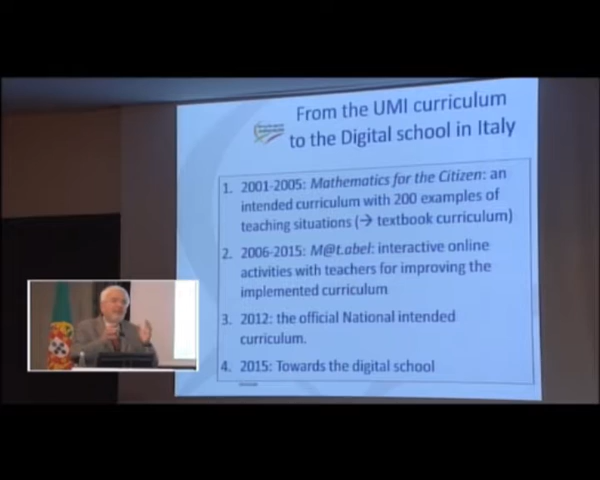 From the UMI curriculum
to the Digital school in Italy
1. 2001-2005: Mathematics for the Citizen: an
intended curriculum with 200 examples of
teaching situations (→ textbook curriculum)
2. 2006-2015: M@t.abel: interactive online
activities with teachers for improving the
implemented curriculum
3. 2012: the official National intended
curriculum.
4. 2015: Towards the digital school